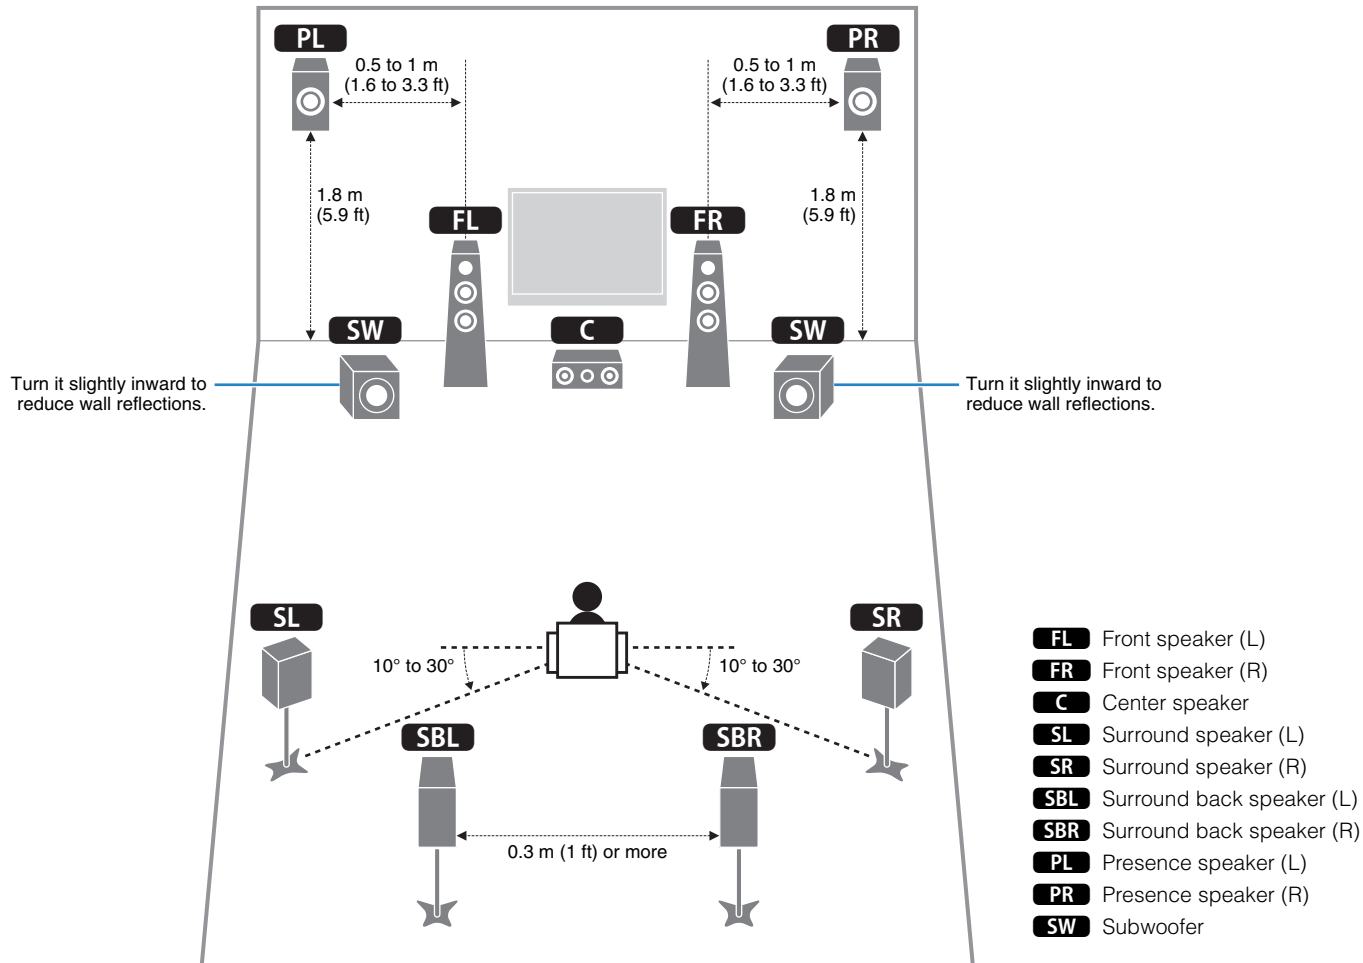 PL
PR
0.5 to 1 m
(1.6 to 3.3 ft)
0.5 to 1 m
(1.6 to 3.3 ft)
1.8 m
(5.9 ft)
1.8 m
(5.9 ft)
FL
FR
SW
C
SW
Turn it slightly inward to
reduce wall reflections.
Turn it slightly inward to
reduce wall reflections.
SL
SR
10° to 30°
10° to 30°
SBL
SBR
0.3 m (1 ft) or more
FL Front speaker (L)
FR Front speaker (R)
C Center speaker
SL Surround speaker (L)
SR Surround speaker (R)
SBL Surround back speaker (L)
SBR Surround back speaker (R)
PL Presence speaker (L)
PR Presence speaker (R)
SW Subwoofer